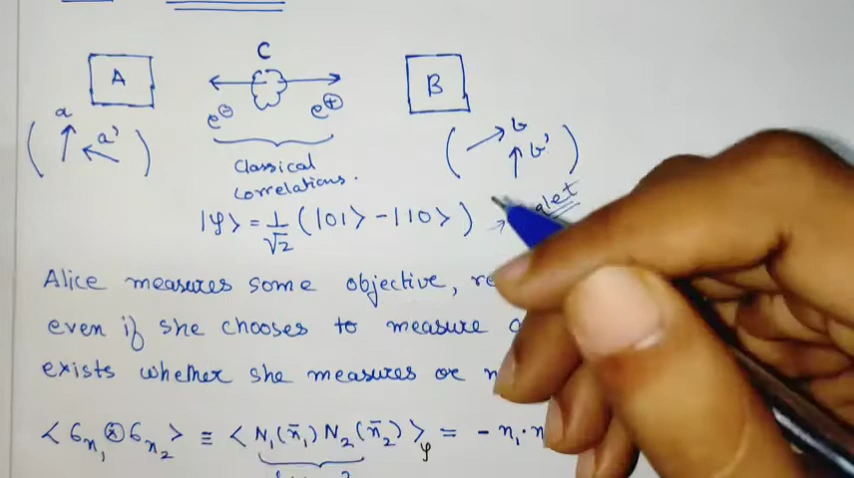 A C B
e⊖ e⊕
a a' b b'
Classical
Correlations.
|ψ> = 1/√2 (|01> - |10>) →
Alice measures some objective,
even if she chooses to measure
exists whether she measures or
<σn₁ ⊗ σn₂> ≡ <N₁(n̄₁)N₂(n̄₂)>ψ = - n₁·n